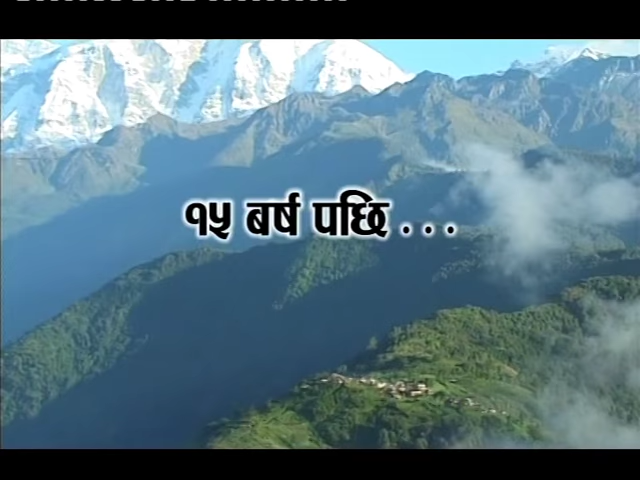 १५ बर्ष पछि . . .